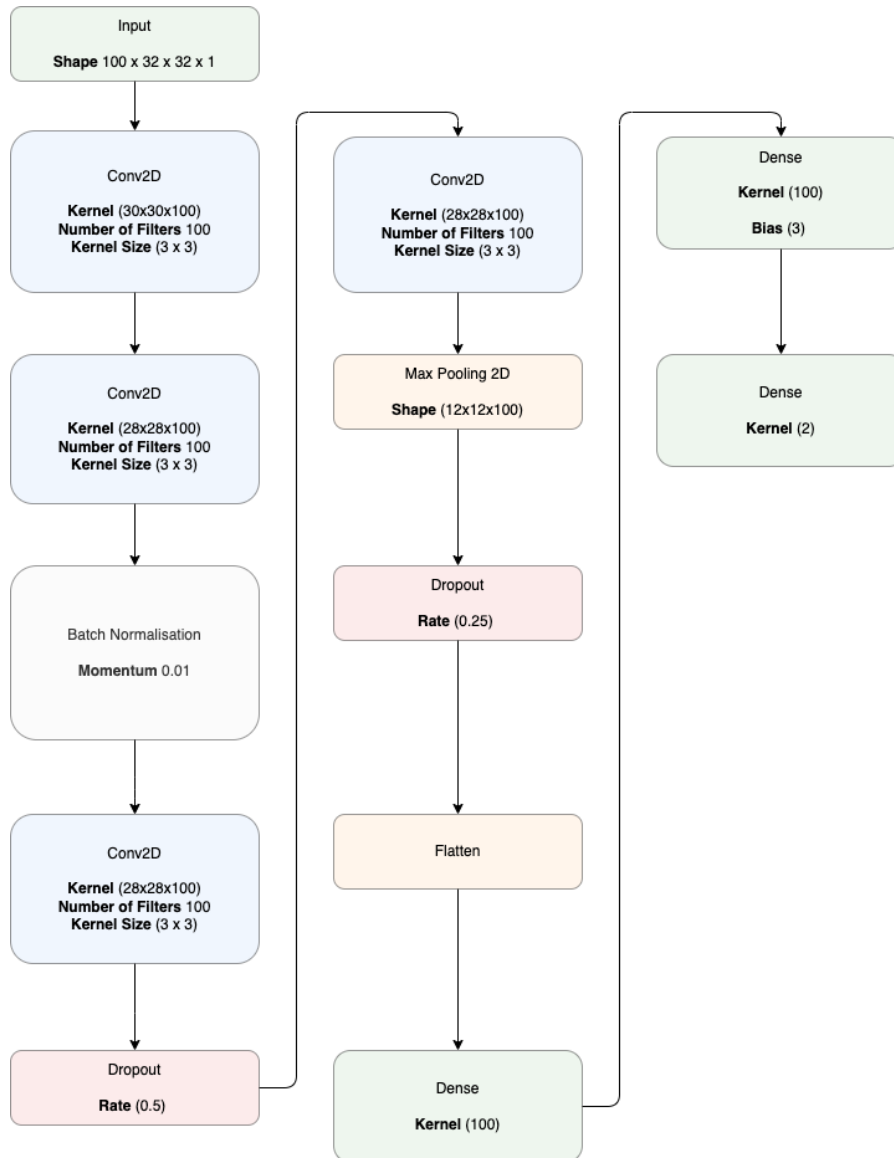 Input
Shape 100 x 32 x 32 x 1
Conv2D
Kernel (30x30x100)
Number of Filters 100
Kernel Size (3 x 3)
Conv2D
Kernel (28x28x100)
Number of Filters 100
Kernel Size (3 x 3)
Batch Normalisation
Momentum 0.01
Conv2D
Kernel (28x28x100)
Number of Filters 100
Kernel Size (3 x 3)
Dropout
Rate (0.5)
Conv2D
Kernel (28x28x100)
Number of Filters 100
Kernel Size (3 x 3)
Max Pooling 2D
Shape (12x12x100)
Dropout
Rate (0.25)
Flatten
Dense
Kernel (100)
Dense
Kernel (100)
Bias (3)
Dense
Kernel (2)